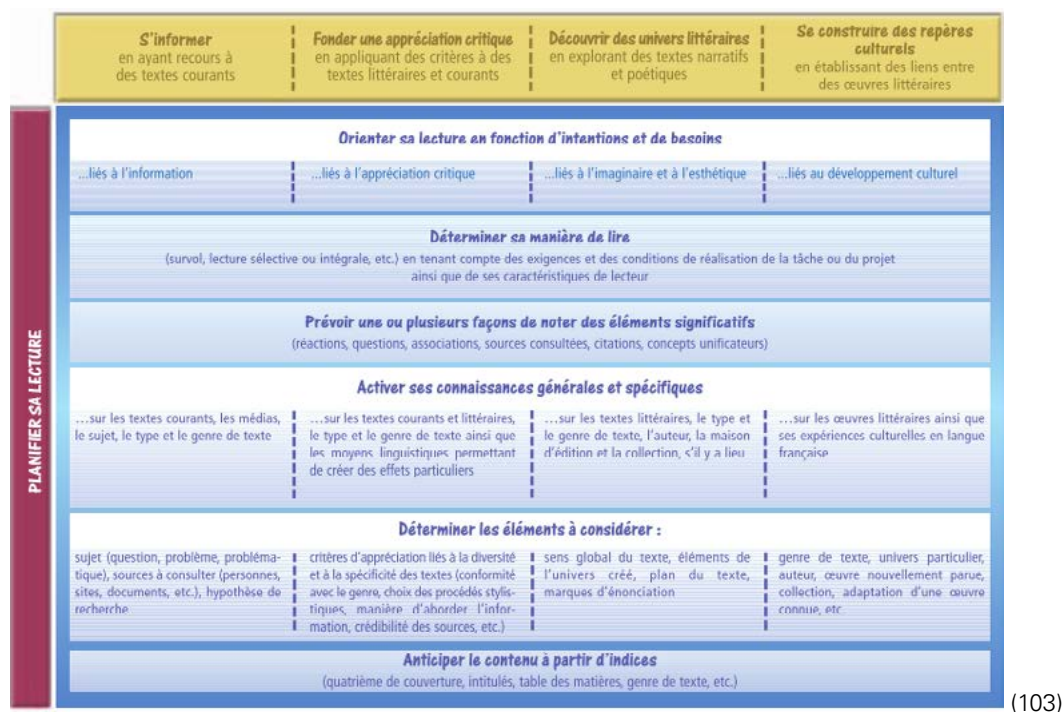 S'informer
en ayant recours à
des textes courants
Fonder une appréciation critique
en appliquant des critères à des
textes littéraires et courants
Découvrir des univers littéraires
en explorant des textes narratifs
et poétiques
Se construire des repères
culturels
en établissant des liens entre
des œuvres littéraires
PLANIFIER SA LECTURE
Orienter sa lecture en fonction d'intentions et de besoins
...liés à l'information
...liés à l'appréciation critique
...liés à l'imaginaire et à l'esthétique
...liés au développement culturel
Déterminer sa manière de lire
(survol, lecture sélective ou intégrale, etc.) en tenant compte des exigences et des conditions de réalisation de la tâche ou du projet
ainsi que de ses caractéristiques de lecteur
Prévoir une ou plusieurs façons de noter des éléments significatifs
(réactions, questions, associations, sources consultées, citations, concepts unificateurs)
Activer ses connaissances générales et spécifiques
...sur les textes courants, les médias,
le sujet, le type et le genre de texte
...sur les textes courants et littéraires,
le type et le genre de texte ainsi que
les moyens linguistiques permettant
de créer des effets particuliers
...sur les textes littéraires, le type et
le genre de texte, l'auteur, la maison
d'édition et la collection, s'il y a lieu
...sur les œuvres littéraires ainsi que
ses expériences culturelles en langue
française
Déterminer les éléments à considérer :
sujet (question, problème, probléma-
tique), sources à consulter (personnes,
sites, documents, etc.), hypothèse de
recherche
critères d'appréciation liés à la diversité
et à la spécificité des textes (conformité
avec le genre, choix des procédés stylis-
tiques, manière d'aborder l'infor-
mation, crédibilité des sources, etc.)
sens global du texte, éléments de
l'univers créé, plan du texte,
marques d'énonciation
genre de texte, univers particulier,
auteur, œuvre nouvellement parue,
collection, adaptation d'une œuvre
connue, etc.
Anticiper le contenu à partir d'indices
(quatrième de couverture, intitulés, table des matières, genre de texte, etc.)
(103)